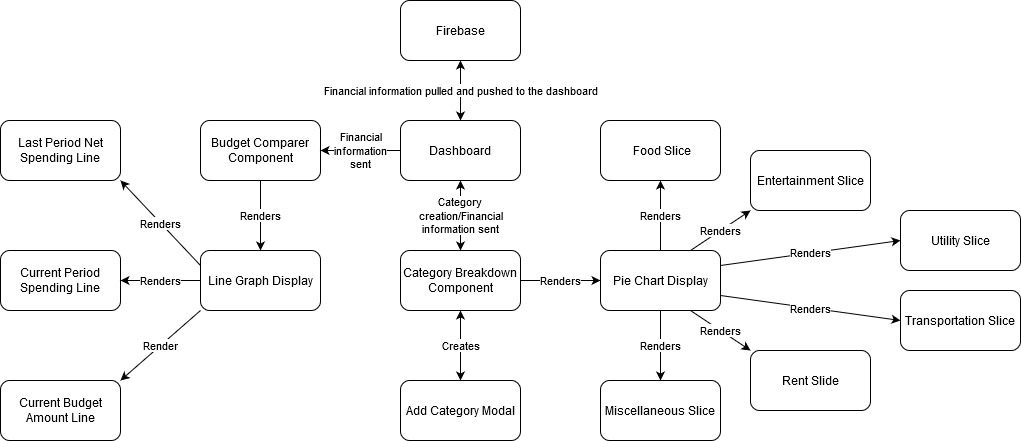 Firebase
Financial information pulled and pushed to the dashboard
Last Period Net
Spending Line
Budget Comparer
Component
Financial
information
sent
Dashboard
Food Slice
Entertainment Slice
Renders
Renders
Category
creation/Financial
information sent
Renders
Renders
Utility Slice
Renders
Current Period
Spending Line
Renders
Line Graph Display
Category Breakdown
Component
Renders
Pie Chart Display
Renders
Transportation Slice
Render
Creates
Renders
Renders
Rent Slide
Current Budget
Amount Line
Add Category Modal
Miscellaneous Slice